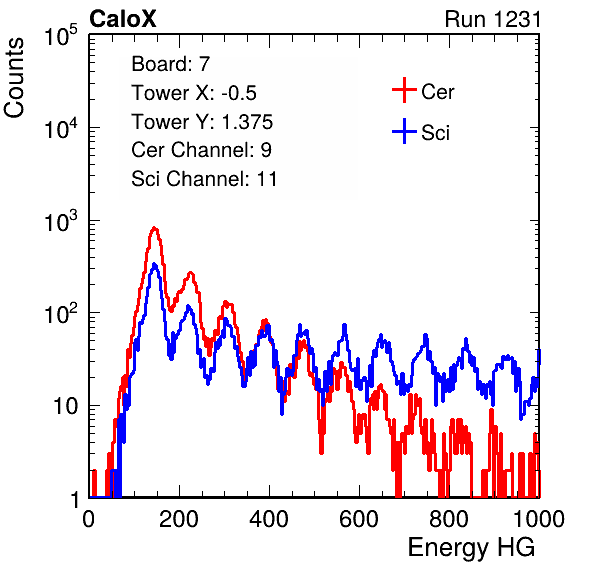 CaloX Run 1231
Counts
10^5
10^4
10^3
10^2
10
1
Board: 7
Tower X: -0.5
Tower Y: 1.375
Cer Channel: 9
Sci Channel: 11
Cer
Sci
0 200 400 600 800 1000
Energy HG